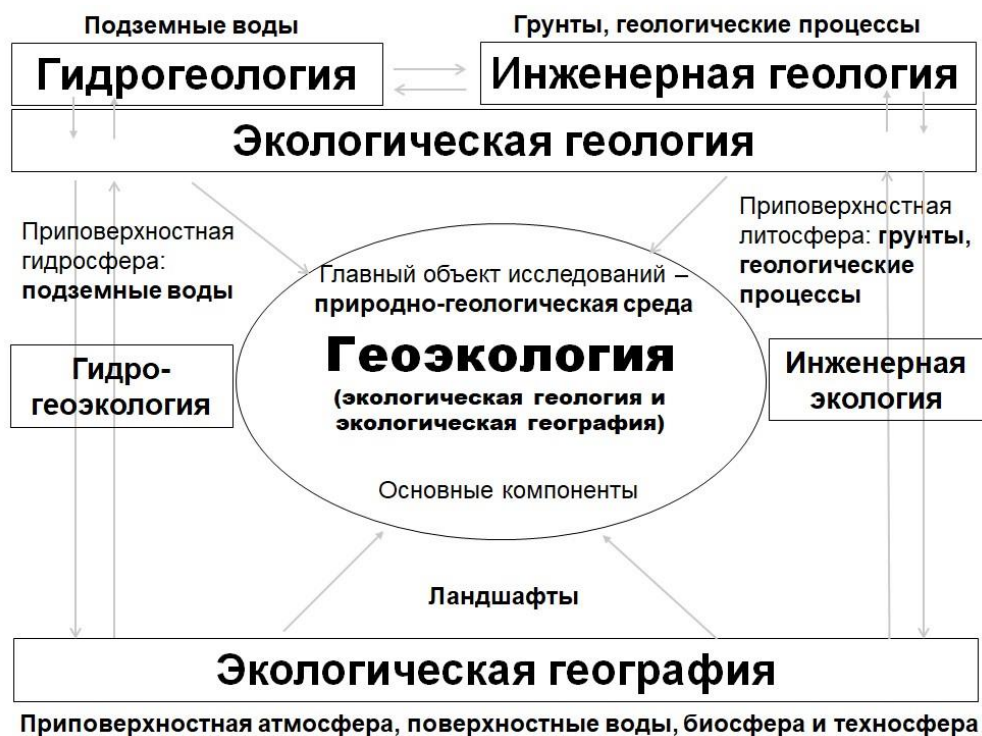 Подземные воды
Грунты, геологические процессы
Гидрогеология
Инженерная геология
Экологическая геология
Приповерхностная
гидросфера:
подземные воды
Приповерхностная
литосфера: грунты,
геологические
процессы
Главный объект исследований –
природно-геологическая среда
Геоэкология
(экологическая геология и
экологическая география)
Основные компоненты
Гидро-
геоэкология
Инженерная
экология
Ландшафты
Экологическая география
Приповерхностная атмосфера, поверхностные воды, биосфера и техносфера